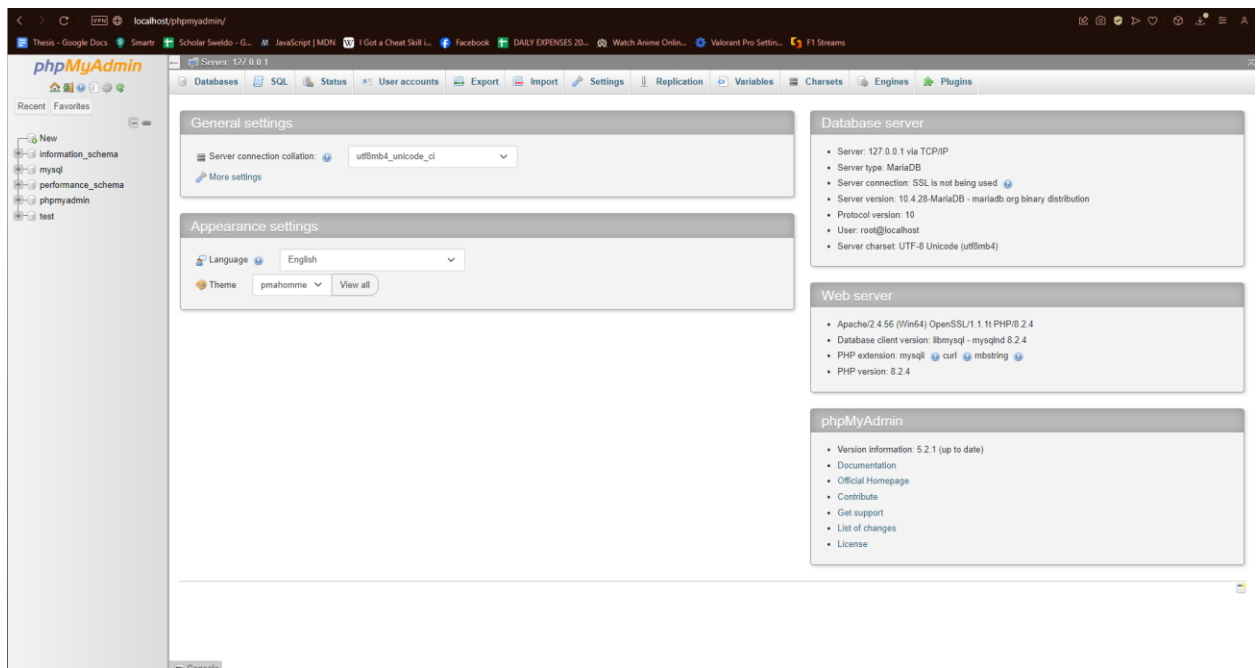 VPN localhost/phpmyadmin/
Thesis - Google Docs Smartr Scholar Sweldo - G... JavaScript | MDN I Got a Cheat Skill i... Facebook DAILY EXPENSES 20... Watch Anime Onlin... Valorant Pro Settin... F1 Streams
phpMyAdmin
Recent Favorites
New
information_schema
mysql
performance_schema
phpmyadmin
test
Server: 127.0.0.1
Databases SQL Status User accounts Export Import Settings Replication Variables Charsets Engines Plugins
General settings
Server connection collation: utf8mb4_unicode_ci
More settings
Appearance settings
Language English
Theme pmahomme View all
Database server
• Server: 127.0.0.1 via TCP/IP
• Server type: MariaDB
• Server connection: SSL is not being used
• Server version: 10.4.28-MariaDB - mariadb.org binary distribution
• Protocol version: 10
• User: root@localhost
• Server charset: UTF-8 Unicode (utf8mb4)
Web server
• Apache/2.4.56 (Win64) OpenSSL/1.1.1t PHP/8.2.4
• Database client version: libmysql - mysqlnd 8.2.4
• PHP extension: mysqli curl mbstring
• PHP version: 8.2.4
phpMyAdmin
• Version information: 5.2.1 (up to date)
• Documentation
• Official Homepage
• Contribute
• Get support
• List of changes
• License
Console